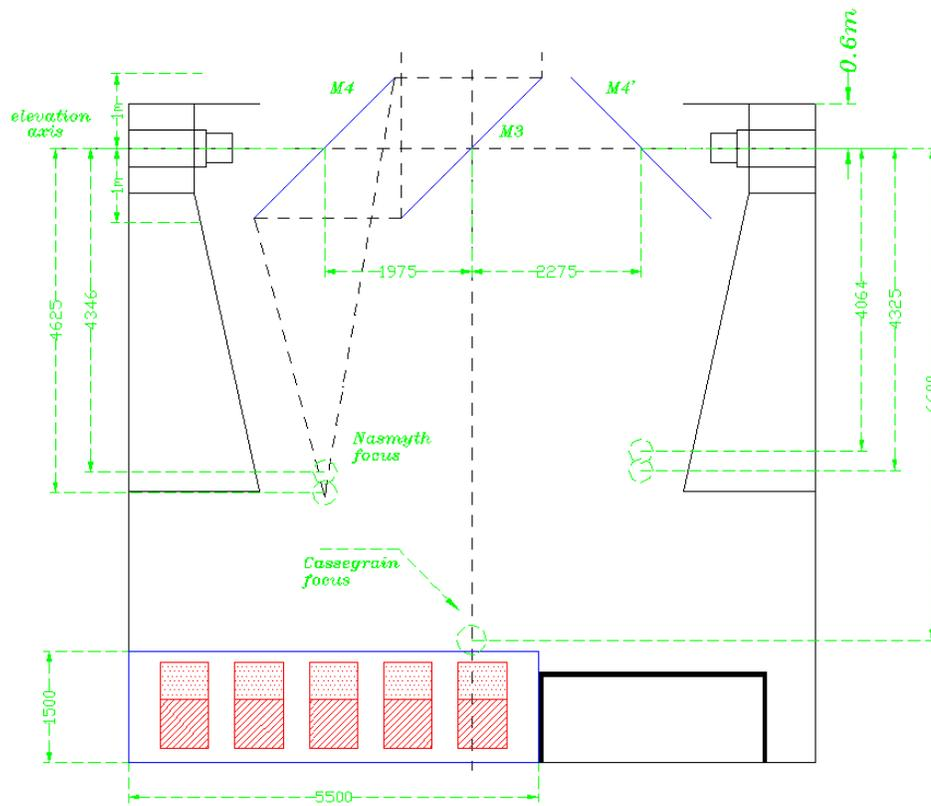 0.6m
M4
M4'
1m
elevation
axis
M3
1m
1975
2275
4625
4346
4064
4325
Nasmyth
focus
Cassegrain
focus
1500
5500